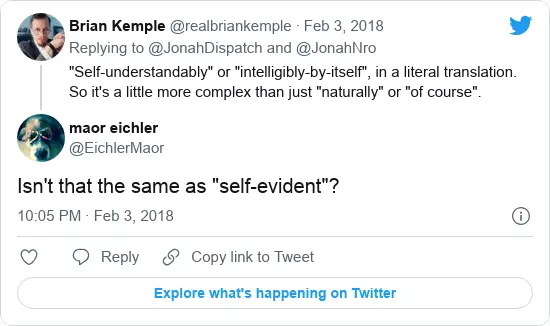 Brian Kemple @realbriankemple · Feb 3, 2018
Replying to @JonahDispatch and @JonahNro
"Self-understandably" or "intelligibly-by-itself", in a literal translation.
So it's a little more complex than just "naturally" or "of course".
maor eichler
@EichlerMaor
Isn't that the same as "self-evident"?
10:05 PM · Feb 3, 2018
Reply
Copy link to Tweet
Explore what's happening on Twitter